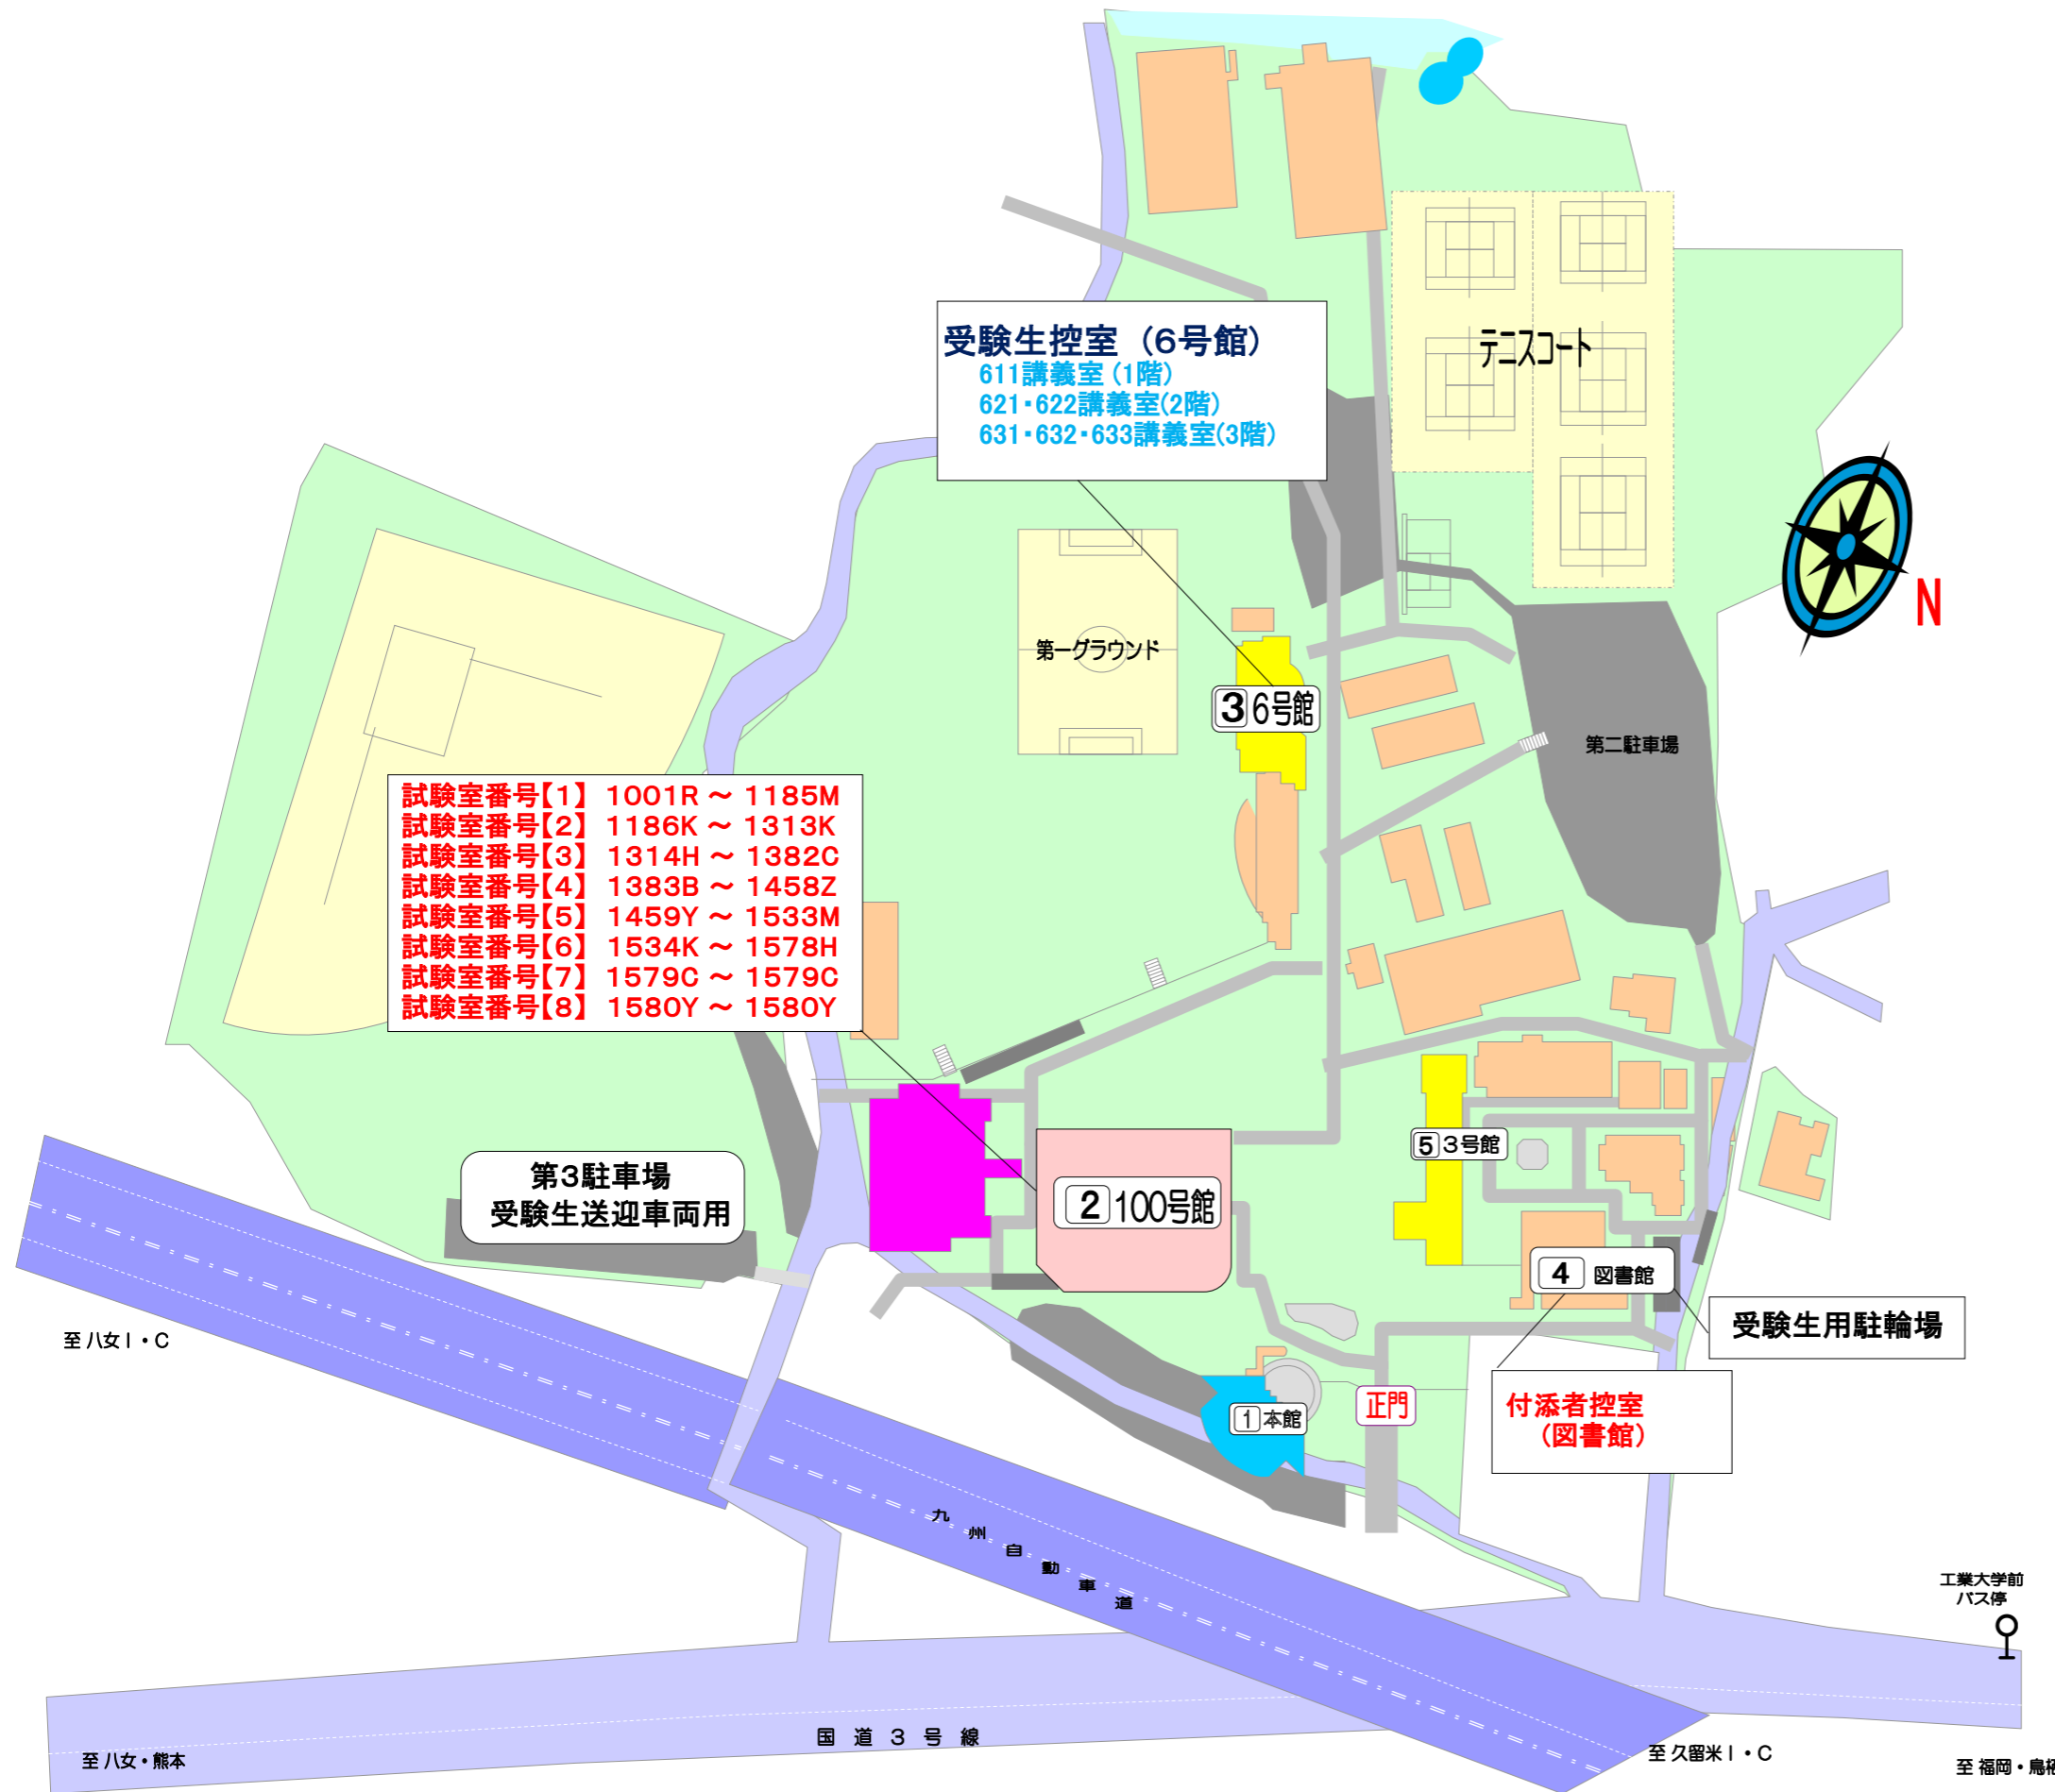 受験生控室（6号館）
611講義室（1階）
621・622講義室(2階)
631・632・633講義室(3階)
テニスコート
N
第一グラウンド
3 6号館
第二駐車場
試験室番号【1】 1001R ～ 1185M
試験室番号【2】 1186K ～ 1313K
試験室番号【3】 1314H ～ 1382C
試験室番号【4】 1383B ～ 1458Z
試験室番号【5】 1459Y ～ 1533M
試験室番号【6】 1534K ～ 1578H
試験室番号【7】 1579C ～ 1579C
試験室番号【8】 1580Y ～ 1580Y
5 3号館
第3駐車場
受験生送迎車両用
2 100号館
4 図書館
受験生用駐輪場
至 八女Ｉ・Ｃ
付添者控室
（図書館）
正門
1 本館
九州自動車道
工業大学前
バス停
国道３号線
至 八女・熊本
至 久留米Ｉ・Ｃ
至 福岡・鳥栖